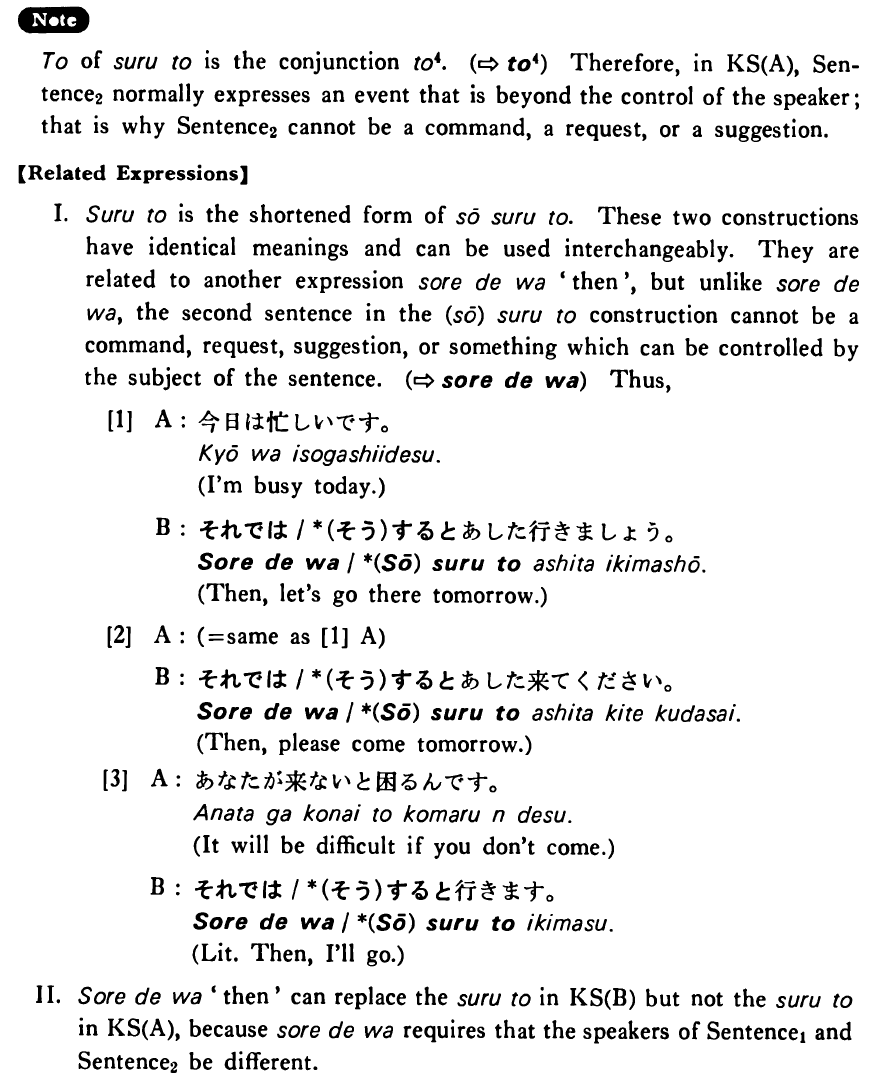 Note
To of suru to is the conjunction to⁴. (⇨ to⁴) Therefore, in KS(A), Sen-
tence₂ normally expresses an event that is beyond the control of the speaker;
that is why Sentence₂ cannot be a command, a request, or a suggestion.
【Related Expressions】
I. Suru to is the shortened form of sō suru to. These two constructions
have identical meanings and can be used interchangeably. They are
related to another expression sore de wa ‘then’, but unlike sore de
wa, the second sentence in the (sō) suru to construction cannot be a
command, request, suggestion, or something which can be controlled by
the subject of the sentence. (⇨ sore de wa) Thus,
[1] A: 今日は忙しいです。
Kyō wa isogashiidesu.
(I'm busy today.)
B: それでは / *(そう)するとあした行きましょう。
Sore de wa / *(Sō) suru to ashita ikimashō.
(Then, let's go there tomorrow.)
[2] A: (=same as [1] A)
B: それでは / *(そう)するとあした来てください。
Sore de wa / *(Sō) suru to ashita kite kudasai.
(Then, please come tomorrow.)
[3] A: あなたが来ないと困るんです。
Anata ga konai to komaru n desu.
(It will be difficult if you don't come.)
B: それでは / *(そう)すると行きます。
Sore de wa / *(Sō) suru to ikimasu.
(Lit. Then, I'll go.)
II. Sore de wa ‘then’ can replace the suru to in KS(B) but not the suru to
in KS(A), because sore de wa requires that the speakers of Sentence₁ and
Sentence₂ be different.